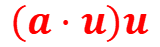 (𝒂 · 𝒖)𝒖